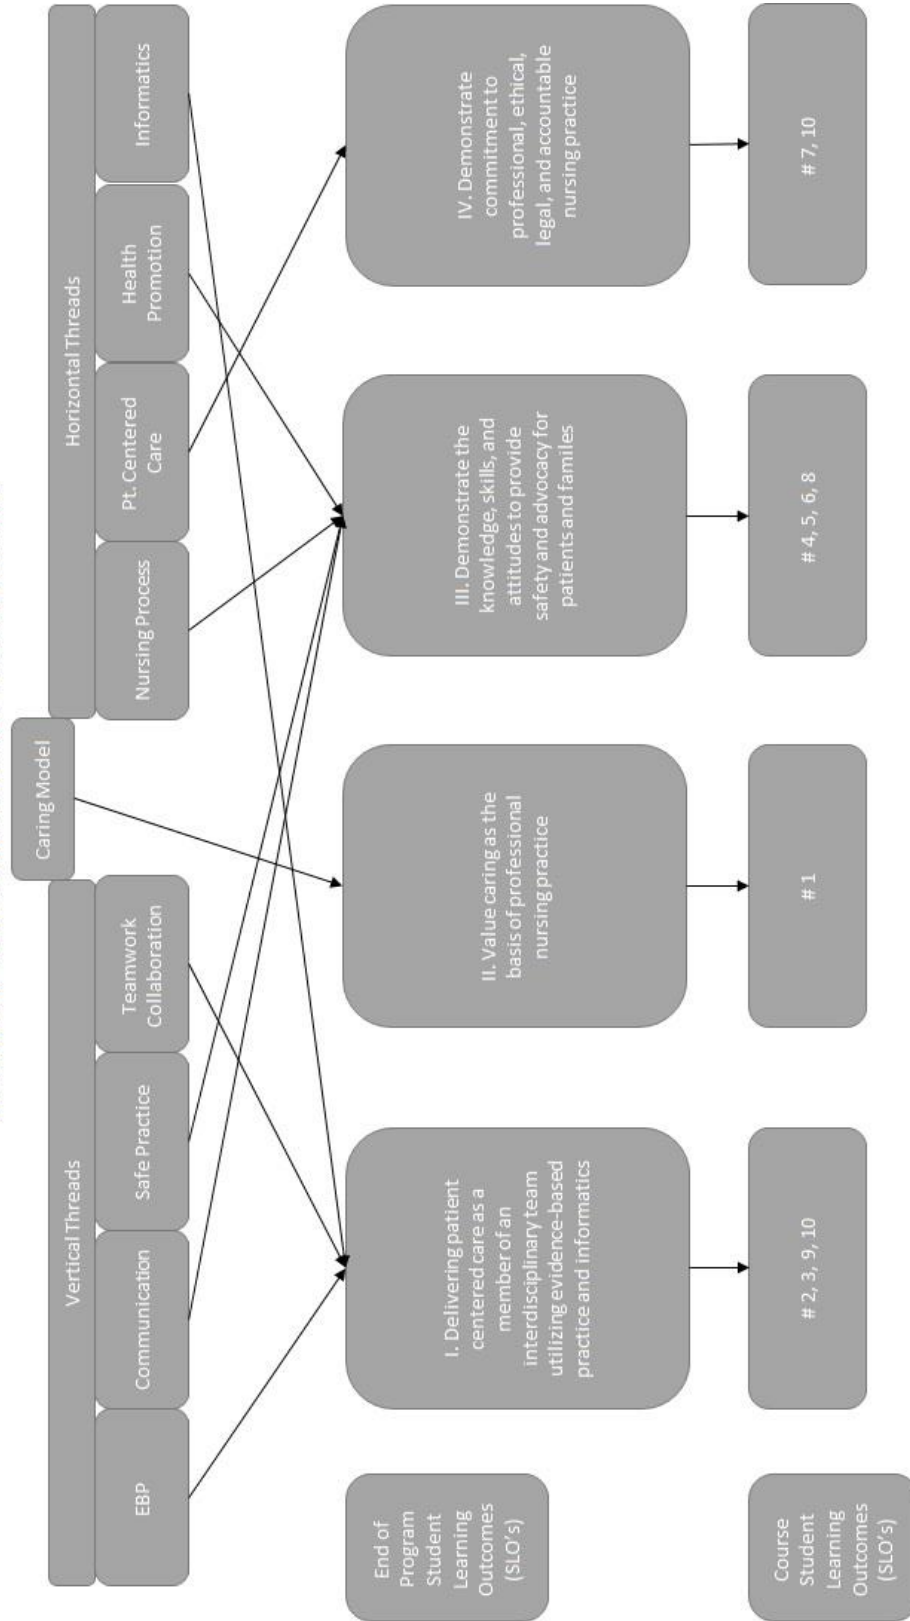 Caring Model
Vertical Threads
Horizontal Threads
EBP
Communication
Safe Practice
Teamwork
Collaboration
Nursing Process
Pt. Centered
Care
Health
Promotion
Informatics
End of
Program
Student
Learning
Outcomes
(SLO's)
I. Delivering patient
centered care as a
member of an
interdisciplinary team
utilizing evidence-based
practice and informatics
II. Value caring as the
basis of professional
nursing practice
III. Demonstrate the
knowledge, skills, and
attitudes to provide
safety and advocacy for
patients and familes
IV. Demonstrate
commitment to
professional, ethical,
legal, and accountable
nursing practice
Course
Student
Learning
Outcomes
(SLO's)
# 2, 3, 9, 10
# 1
# 4, 5, 6, 8
# 7, 10